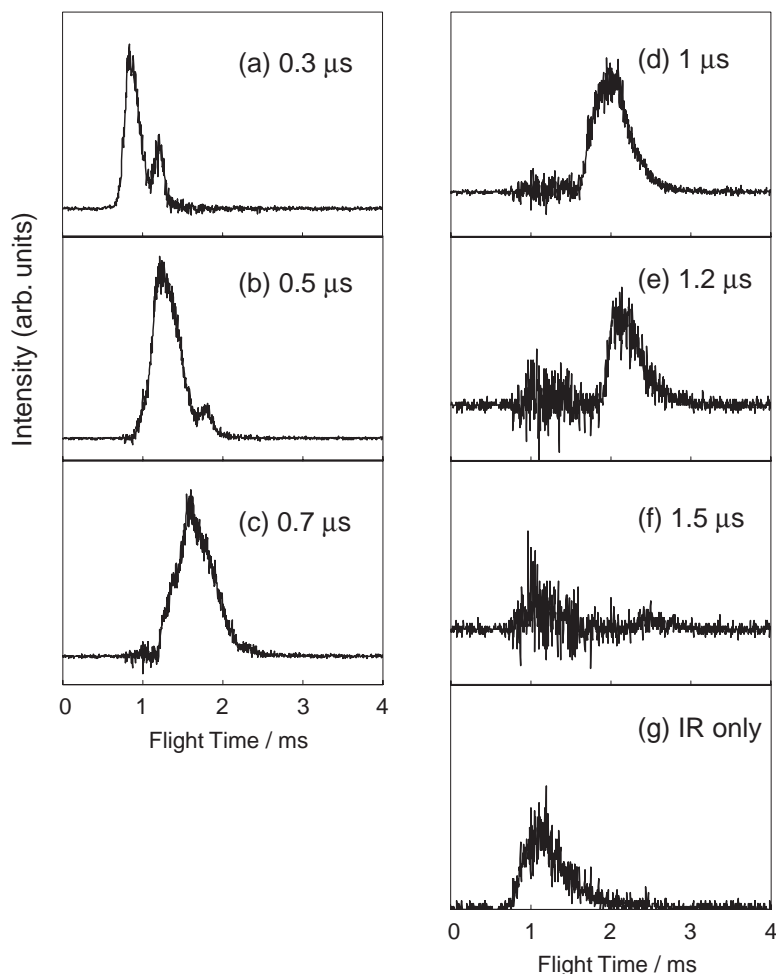 Intensity (arb. units)
(a) 0.3 μs
(b) 0.5 μs
(c) 0.7 μs
0 1 2 3 4
Flight Time / ms
(d) 1 μs
(e) 1.2 μs
(f) 1.5 μs
(g) IR only
0 1 2 3 4
Flight Time / ms